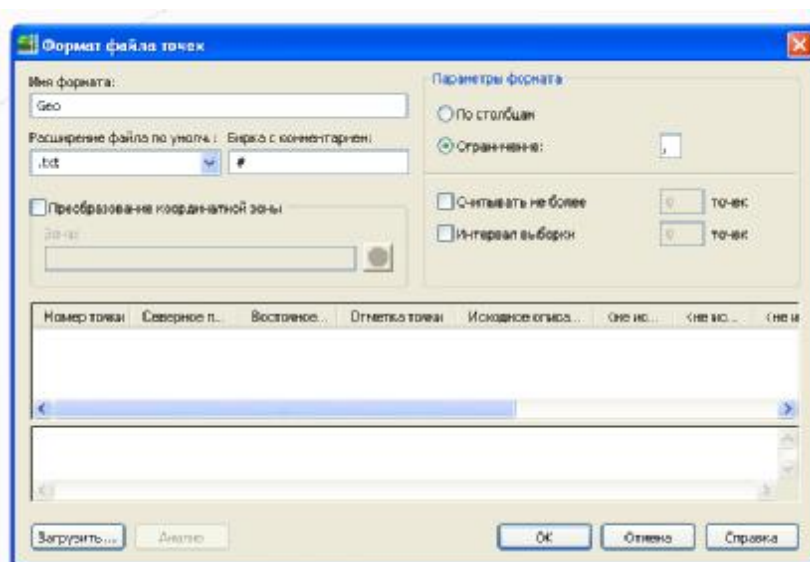 Формат файла точек
Имя формата:
Geo
Расширение файла по умолч.: Бирка с комментарием:
.txt #
Преобразование координатной зоны
Зона:
Параметры формата
По столбцам
Ограничение: ,
Считывать не более 0 точек
Интервал выборки 0 точек
Номер точки Северное п... Восточное... Отметка точки Исходное описа... <не ис... <не ис... <не и
Загрузить... Анализ OK Отмена Справка